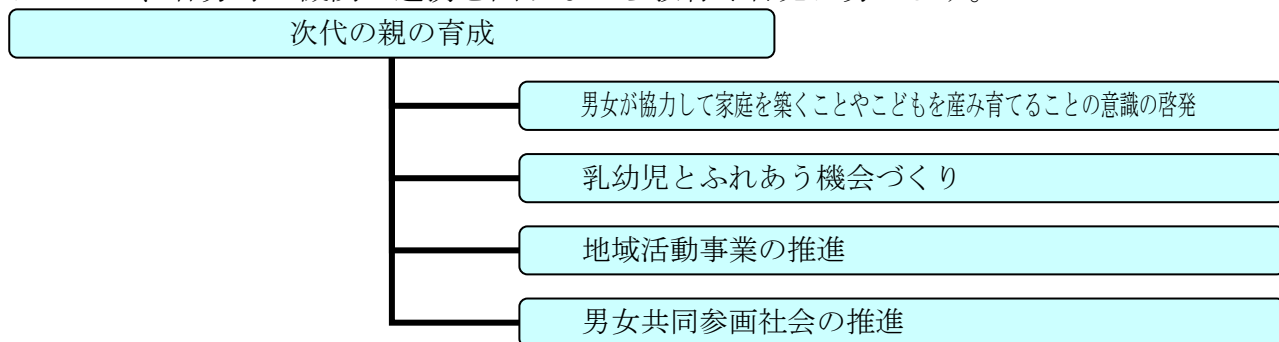 次代の親の育成
男女が協力して家庭を築くことやこどもを産み育てることの意識の啓発
乳幼児とふれあう機会づくり
地域活動事業の推進
男女共同参画社会の推進